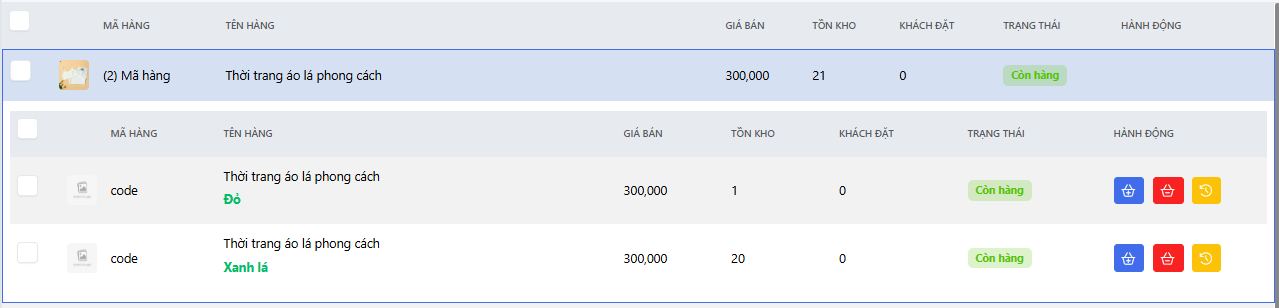 MÃ HÀNG TÊN HÀNG GIÁ BÁN TỒN KHO KHÁCH ĐẶT TRẠNG THÁI HÀNH ĐỘNG
(2) Mã hàng Thời trang áo lá phong cách 300,000 21 0 Còn hàng
MÃ HÀNG TÊN HÀNG GIÁ BÁN TỒN KHO KHÁCH ĐẶT TRẠNG THÁI HÀNH ĐỘNG
Thời trang áo lá phong cách
code 300,000 1 0 Còn hàng
Đỏ
Thời trang áo lá phong cách
code 300,000 20 0 Còn hàng
Xanh lá